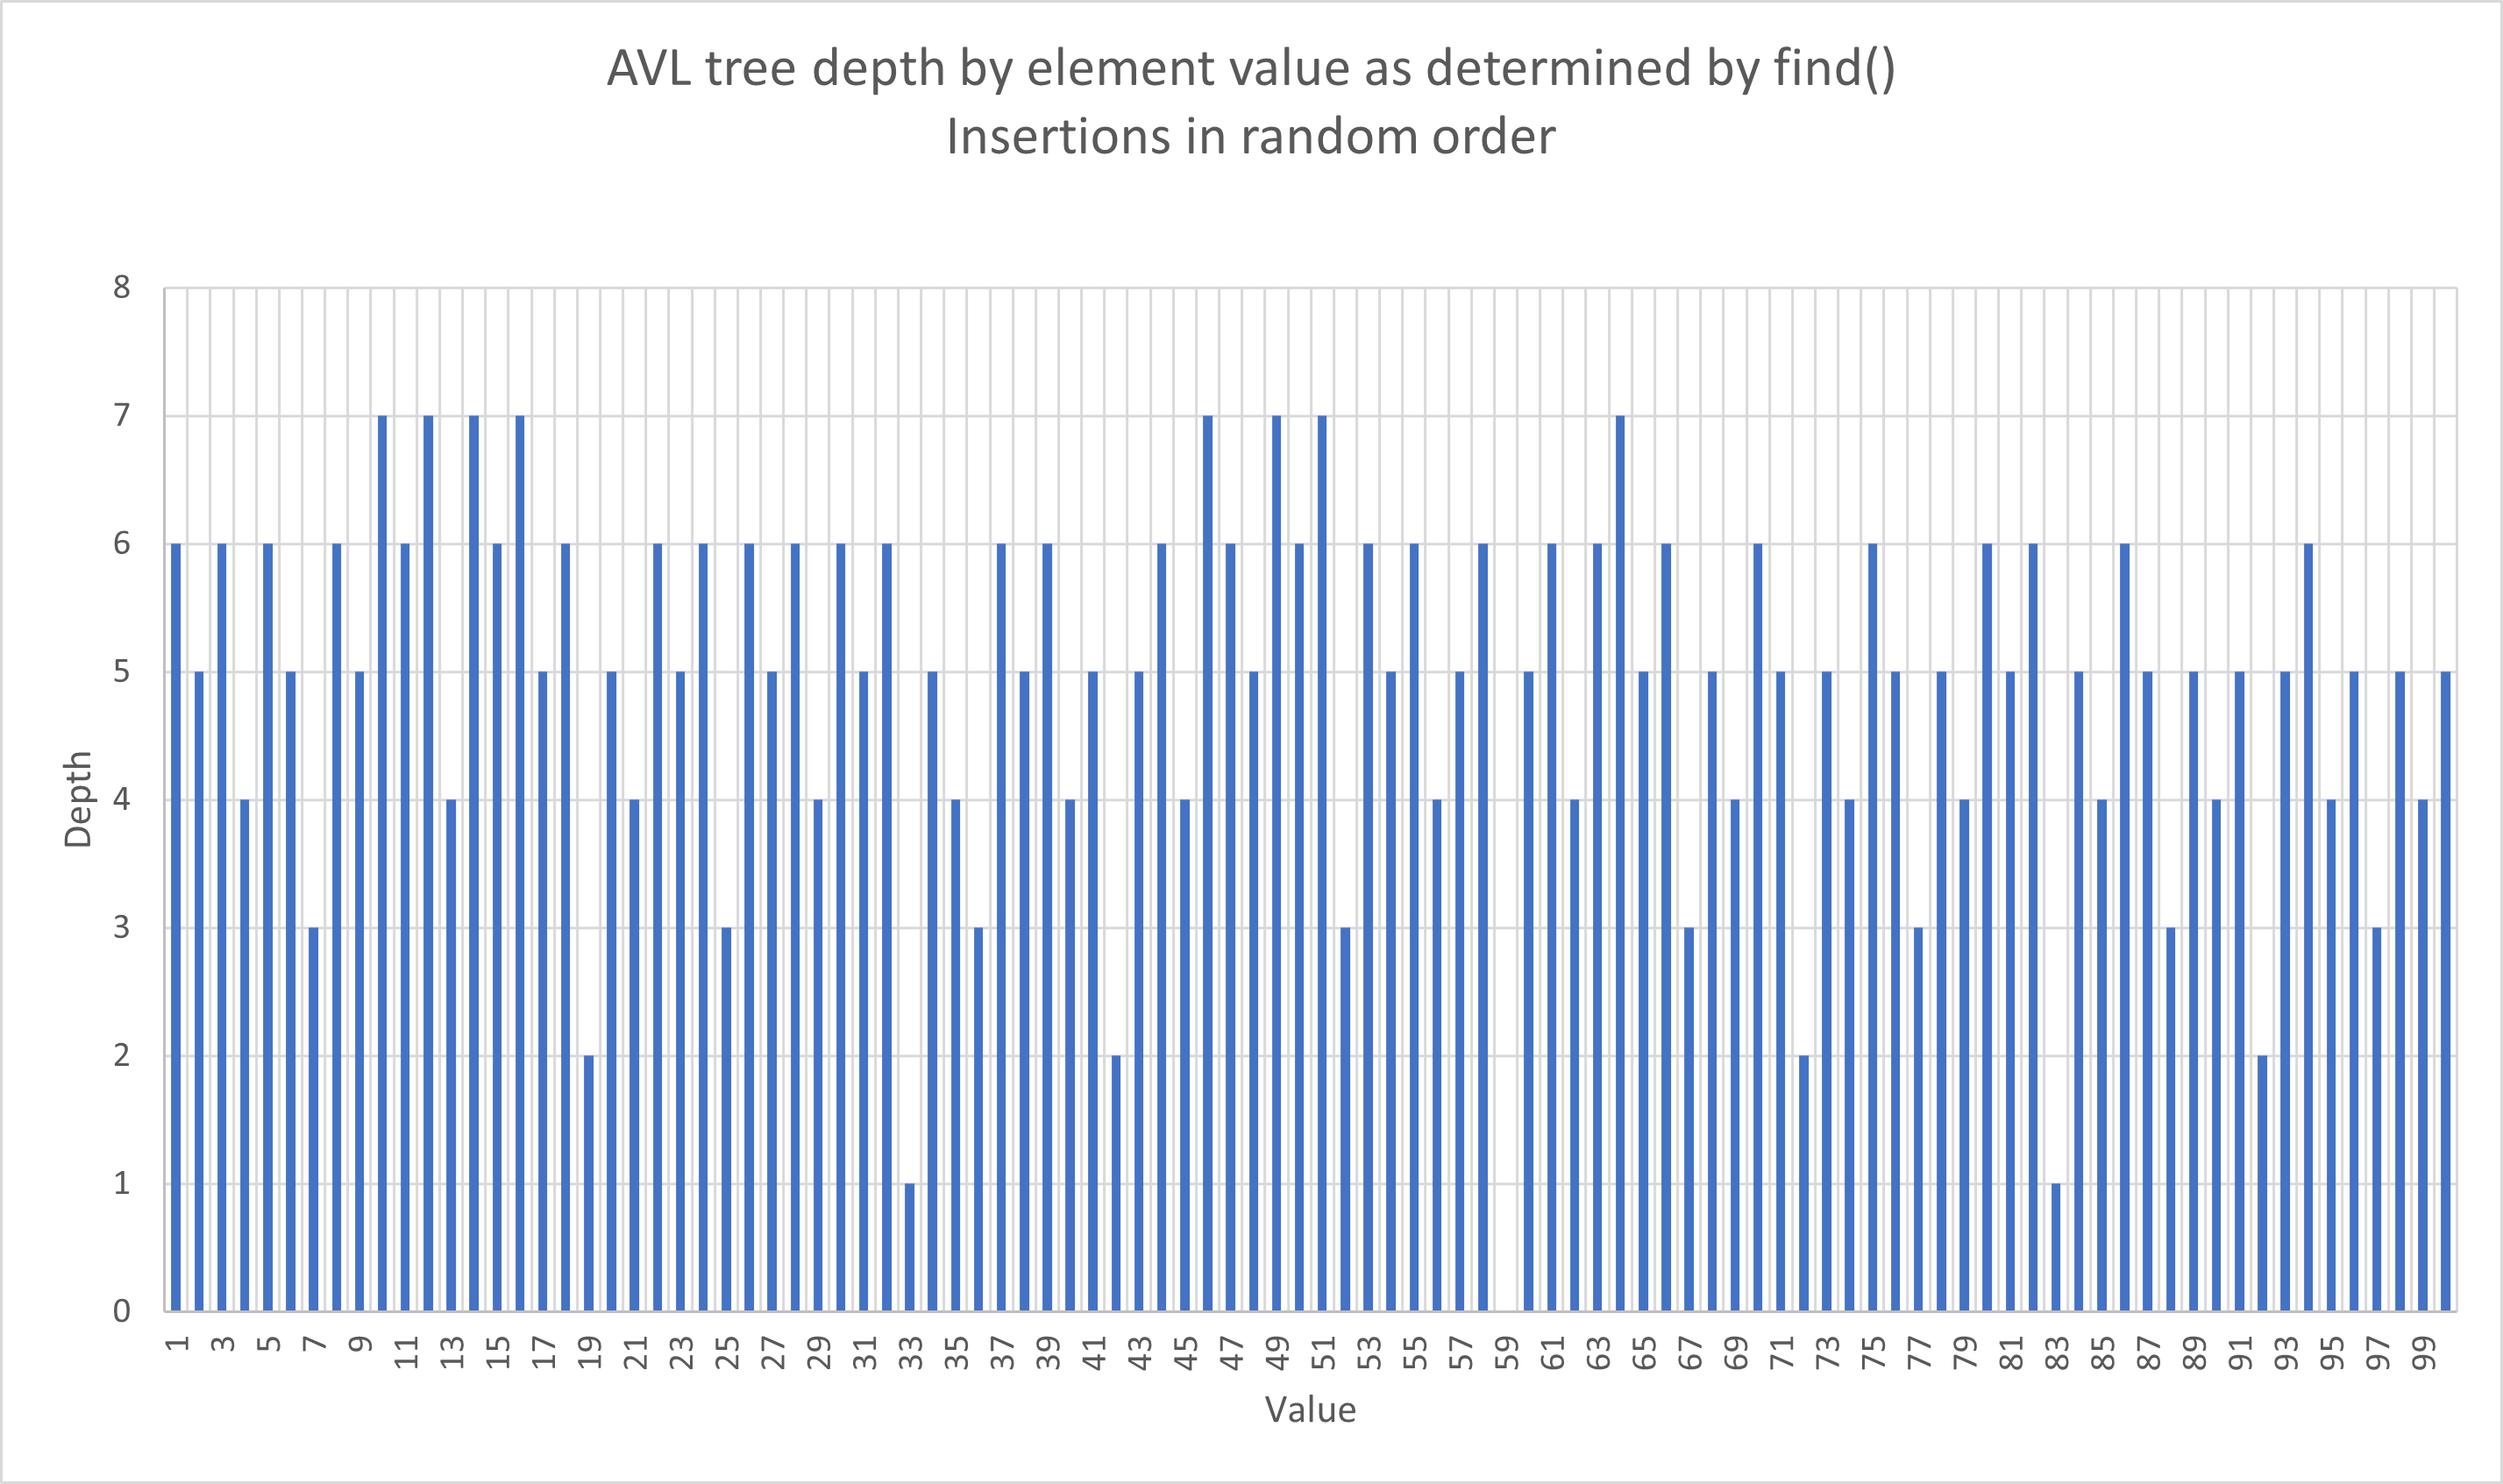 AVL tree depth by element value as determined by find()
Insertions in random order
8
7
6
5
4
3
2
1
0
Depth
1 3 5 7 9 11 13 15 17 19 21 23 25 27 29 31 33 35 37 39 41 43 45 47 49 51 53 55 57 59 61 63 65 67 69 71 73 75 77 79 81 83 85 87 89 91 93 95 97 99
Value